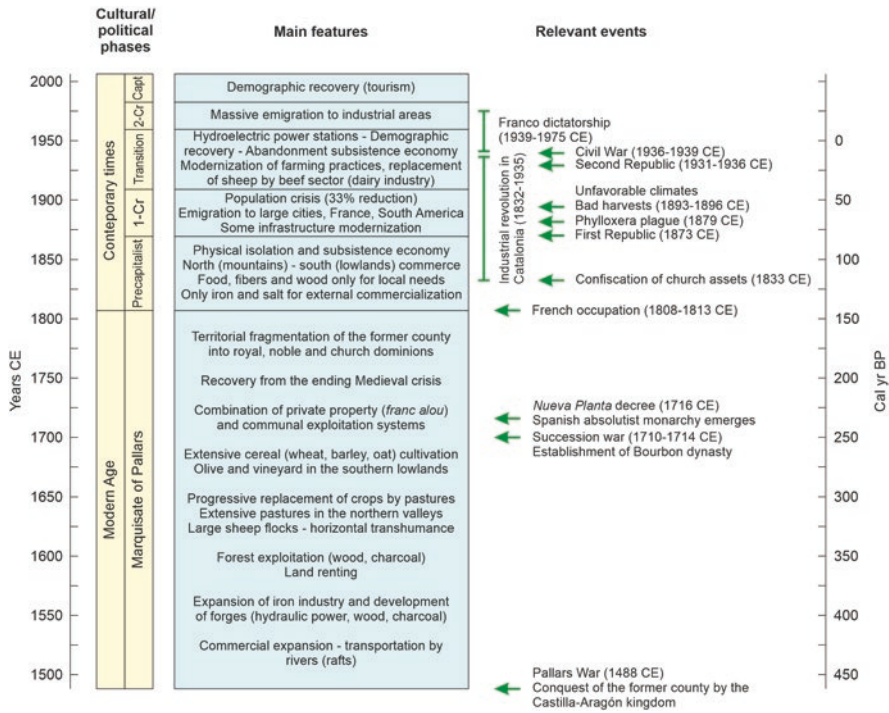 Cultural/
political
phases
Main features
Relevant events
Years CE
2000
1950
1900
1850
1800
1750
1700
1650
1600
1550
1500
Conteporary times
Modern Age
Capt
2-Cr
Transition
1-Cr
Precapitalist
Marquisate of Pallars
Demographic recovery (tourism)
Massive emigration to industrial areas
Hydroelectric power stations - Demographic
recovery - Abandonment subsistence economy
Modernization of farming practices, replacement
of sheep by beef sector (dairy industry)
Population crisis (33% reduction)
Emigration to large cities, France, South America
Some infrastructure modernization
Physical isolation and subsistence economy
North (mountains) - south (lowlands) commerce
Food, fibers and wood only for local needs
Only iron and salt for external commercialization
Territorial fragmentation of the former county
into royal, noble and church dominions
Recovery from the ending Medieval crisis
Combination of private property (franc alou)
and communal exploitation systems
Extensive cereal (wheat, barley, oat) cultivation
Olive and vineyard in the southern lowlands
Progressive replacement of crops by pastures
Extensive pastures in the northern valleys
Large sheep flocks - horizontal transhumance
Forest exploitation (wood, charcoal)
Land renting
Expansion of iron industry and development
of forges (hydraulic power, wood, charcoal)
Commercial expansion - transportation by
rivers (rafts)
Franco dictatorship
(1939-1975 CE)
Industrial revolution in
Catalonia (1832-1935)
Civil War (1936-1939 CE)
Second Republic (1931-1936 CE)
Unfavorable climates
Bad harvests (1893-1896 CE)
Phylloxera plague (1879 CE)
First Republic (1873 CE)
Confiscation of church assets (1833 CE)
French occupation (1808-1813 CE)
Nueva Planta decree (1716 CE)
Spanish absolutist monarchy emerges
Succession war (1710-1714 CE)
Establishment of Bourbon dynasty
Pallars War (1488 CE)
Conquest of the former county by the
Castilla-Aragón kingdom
0
50
100
150
200
250
300
350
400
450
Cal yr BP